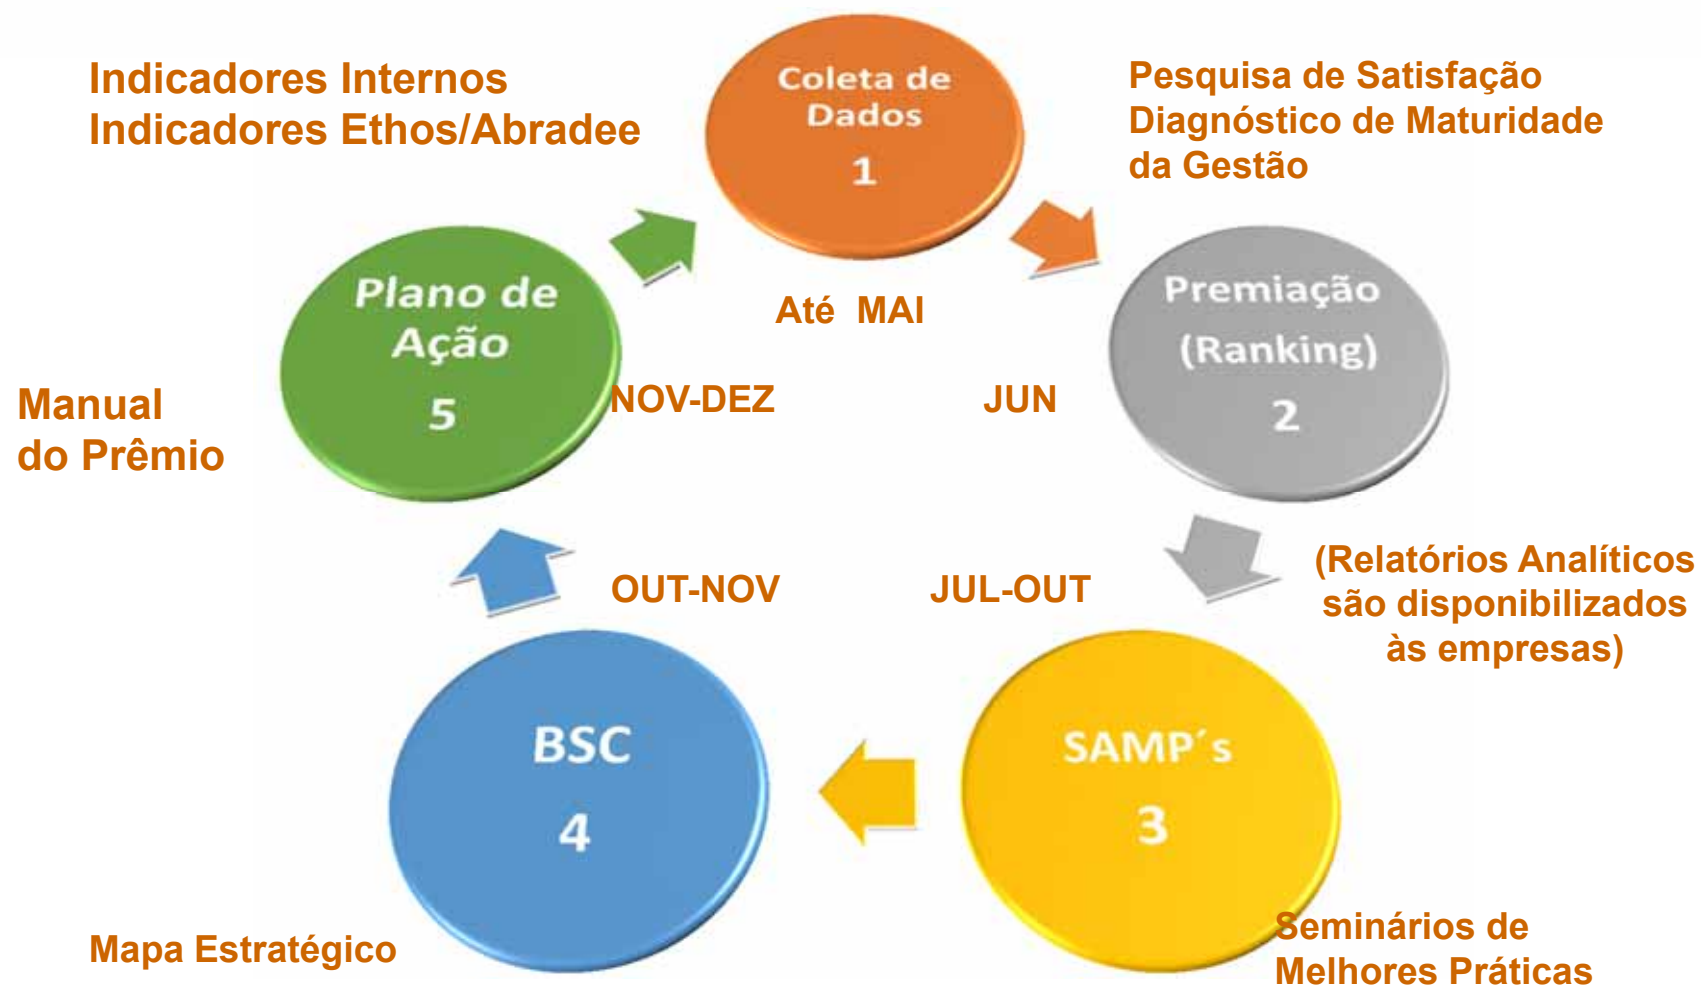 Indicadores Internos
Indicadores Ethos/Abradee
Coleta de
Dados
1
Pesquisa de Satisfação
Diagnóstico de Maturidade
da Gestão
Até MAI
Premiação
(Ranking)
2
JUN
(Relatórios Analíticos
são disponibilizados
às empresas)
JUL-OUT
SAMP´s
3
Seminários de
Melhores Práticas
OUT-NOV
BSC
4
Mapa Estratégico
NOV-DEZ
Plano de
Ação
5
Manual
do Prêmio